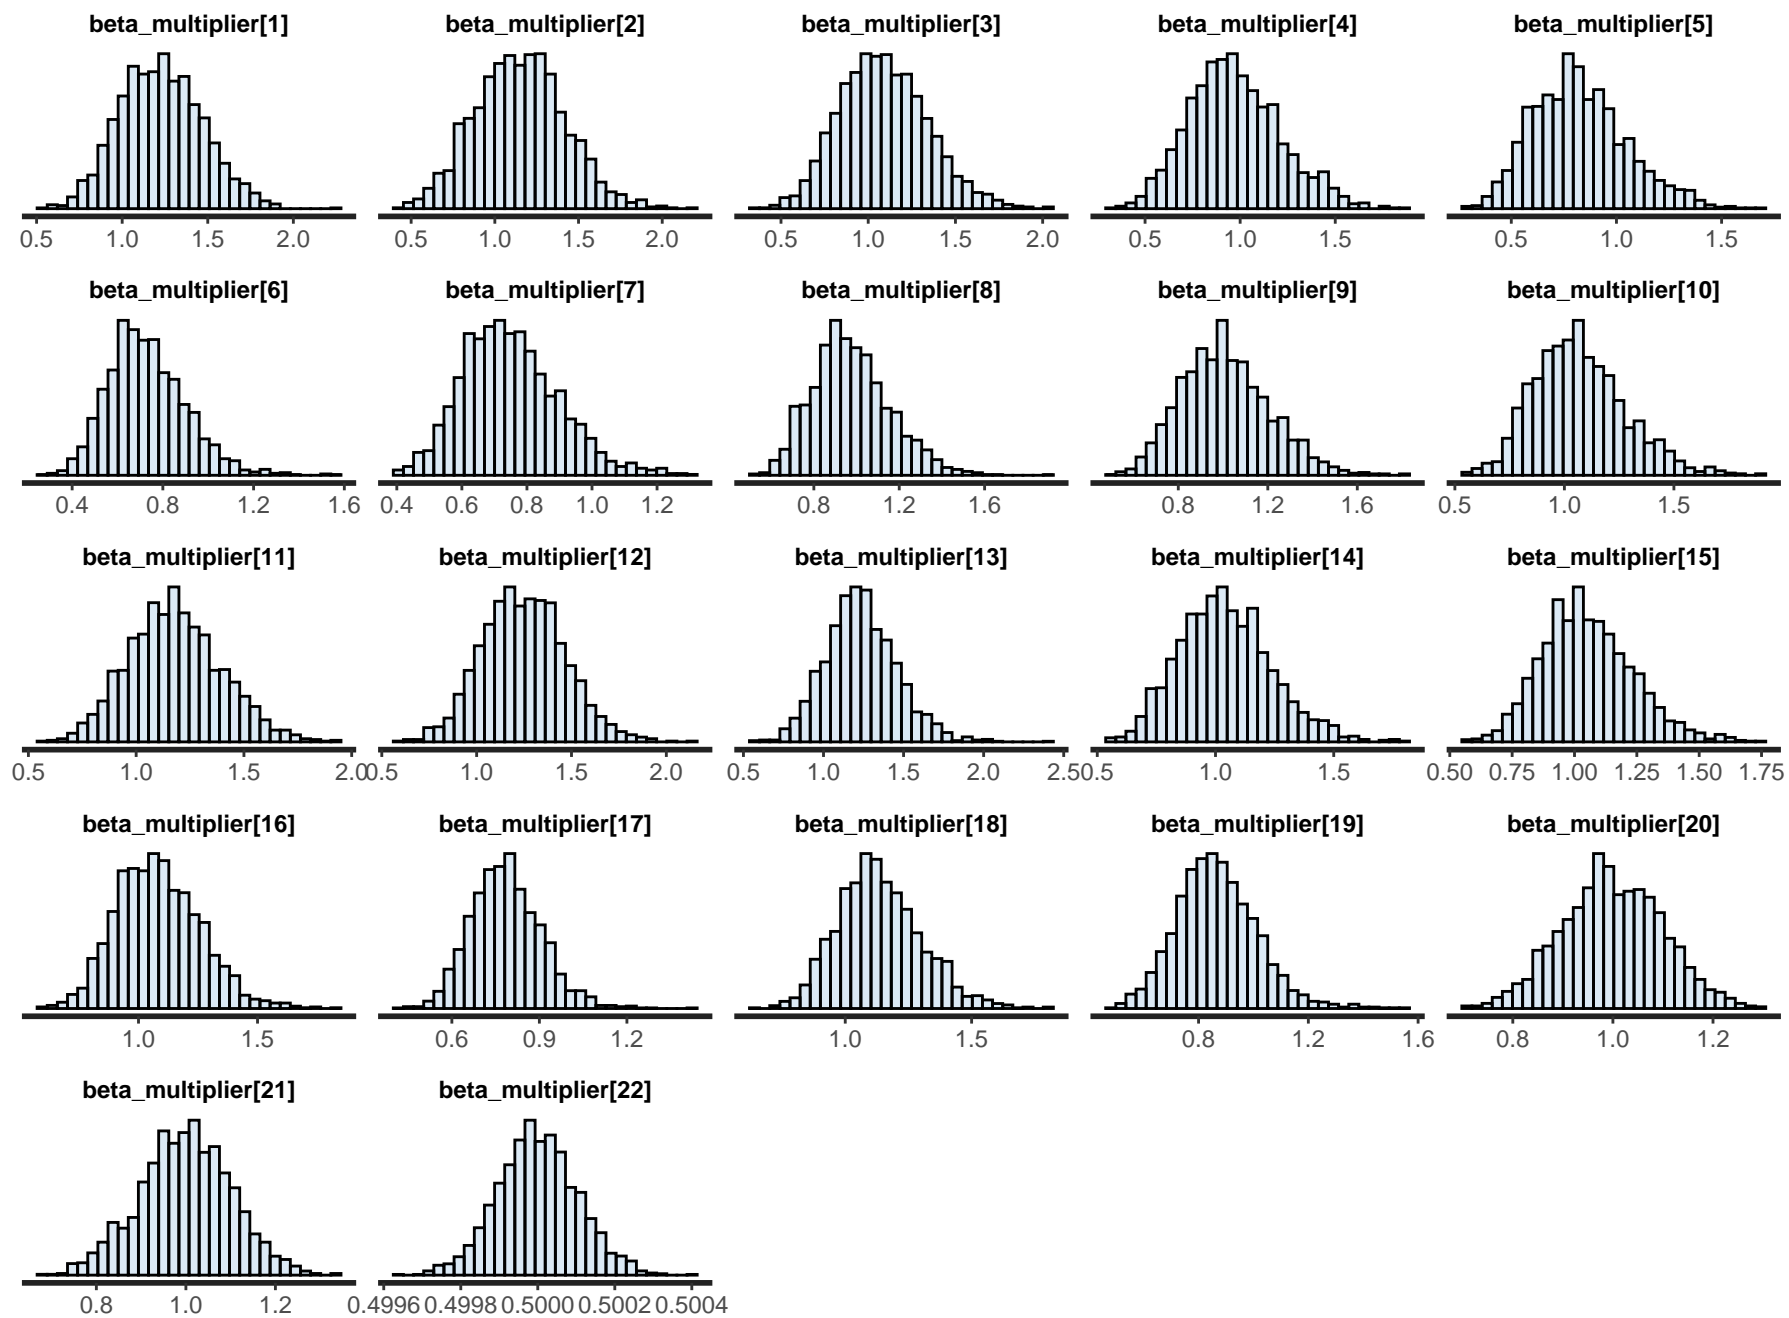 beta_multiplier[1] beta_multiplier[2] beta_multiplier[3] beta_multiplier[4] beta_multiplier[5]
0.5 1.0 1.5 2.0 0.5 1.0 1.5 2.0 0.5 1.0 1.5 2.0 0.5 1.0 1.5 0.5 1.0 1.5
beta_multiplier[6] beta_multiplier[7] beta_multiplier[8] beta_multiplier[9] beta_multiplier[10]
0.4 0.8 1.2 1.6 0.4 0.6 0.8 1.0 1.2 0.8 1.2 1.6 0.8 1.2 1.6 0.5 1.0 1.5
beta_multiplier[11] beta_multiplier[12] beta_multiplier[13] beta_multiplier[14] beta_multiplier[15]
0.5 1.0 1.5 2.0 0.5 1.0 1.5 2.0 0.5 1.0 1.5 2.0 2.5 0.5 1.0 1.5 0.50 0.75 1.00 1.25 1.50 1.75
beta_multiplier[16] beta_multiplier[17] beta_multiplier[18] beta_multiplier[19] beta_multiplier[20]
1.0 1.5 0.6 0.9 1.2 1.0 1.5 0.8 1.2 1.6 0.8 1.0 1.2
beta_multiplier[21] beta_multiplier[22]
0.8 1.0 1.2 0.4996 0.4998 0.5000 0.5002 0.5004